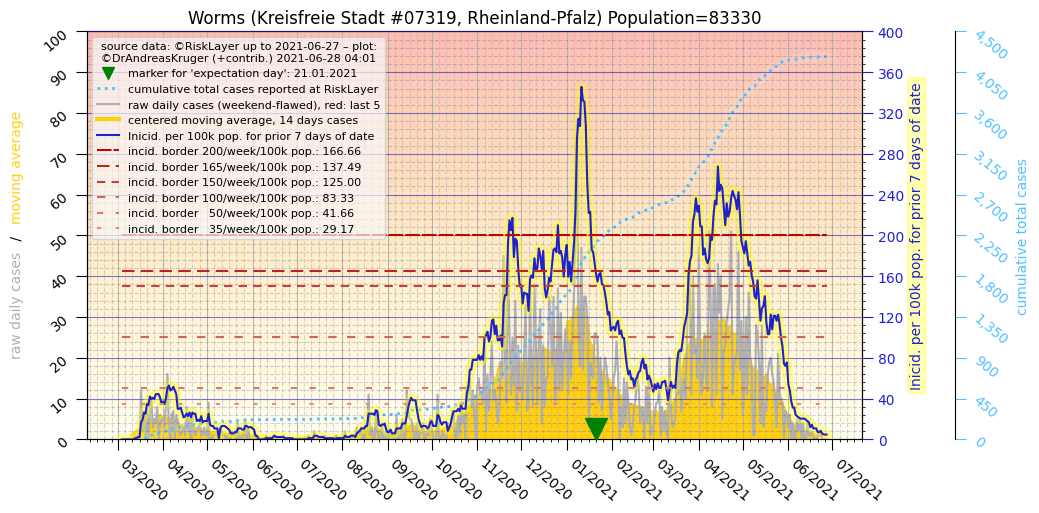 Worms (Kreisfreie Stadt #07319, Rheinland-Pfalz) Population=83330
source data: ©RiskLayer up to 2021-06-27 – plot:
©DrAndreasKruger (+contrib.) 2021-06-28 04:01
marker for 'expectation day': 21.01.2021
cumulative total cases reported at RiskLayer
raw daily cases (weekend-flawed), red: last 5
centered moving average, 14 days cases
Inicid. per 100k pop. for prior 7 days of date
incid. border 200/week/100k pop.: 166.66
incid. border 165/week/100k pop.: 137.49
incid. border 150/week/100k pop.: 125.00
incid. border 100/week/100k pop.: 83.33
incid. border   50/week/100k pop.: 41.66
incid. border   35/week/100k pop.: 29.17
raw daily cases / moving average
100
90
80
70
60
50
40
30
20
10
0
400
360
320
280
240
200
160
120
80
40
0
Inicid. per 100k pop. for prior 7 days of date
4,500
4,050
3,600
3,150
2,700
2,250
1,800
1,350
900
450
0
cumulative total cases
03/2020
04/2020
05/2020
06/2020
07/2020
08/2020
09/2020
10/2020
11/2020
12/2020
01/2021
02/2021
03/2021
04/2021
05/2021
06/2021
07/2021